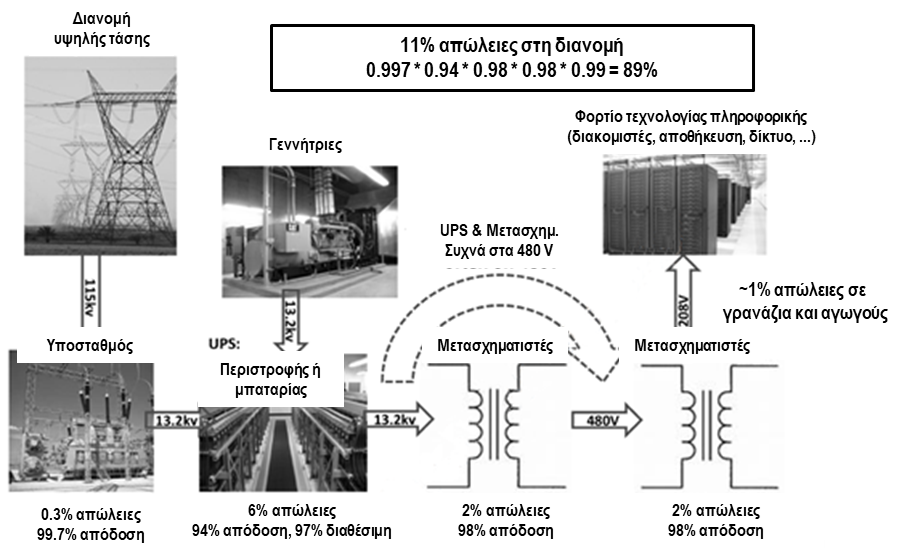 Διανομή
υψηλής τάσης
11% απώλειες στη διανομή
0.997 * 0.94 * 0.98 * 0.98 * 0.99 = 89%
Γεννήτριες
Φορτίο τεχνολογίας πληροφορικής
(διακομιστές, αποθήκευση, δίκτυο, ...)
UPS & Μετασχημ.
Συχνά στα 480 V
115kv
13.2kv
208V
~1% απώλειες σε
γρανάζια και αγωγούς
Υποσταθμός
UPS:
Περιστροφής ή
μπαταρίας
Μετασχηματιστές
Μετασχηματιστές
13.2kv
13.2kv
480V
0.3% απώλειες
99.7% απόδοση
6% απώλειες
94% απόδοση, 97% διαθέσιμη
2% απώλειες
98% απόδοση
2% απώλειες
98% απόδοση